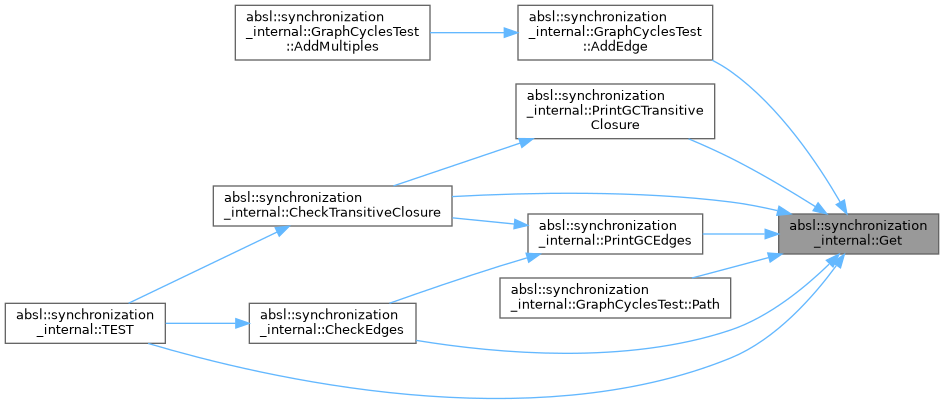 absl::synchronization
_internal::GraphCyclesTest
::AddMultiples
absl::synchronization
_internal::GraphCyclesTest
::AddEdge
absl::synchronization
_internal::PrintGCTransitive
Closure
absl::synchronization
_internal::CheckTransitiveClosure
absl::synchronization
_internal::PrintGCEdges
absl::synchronization
_internal::Get
absl::synchronization
_internal::GraphCyclesTest::Path
absl::synchronization
_internal::TEST
absl::synchronization
_internal::CheckEdges